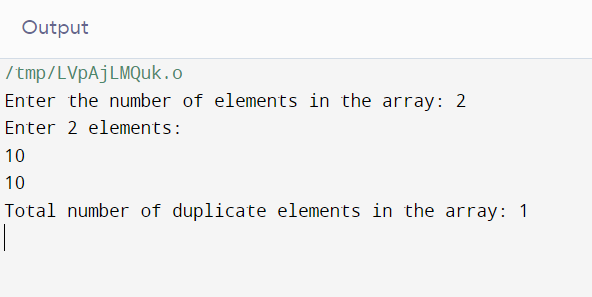 Output
/tmp/LVpAjLMQuk.o
Enter the number of elements in the array: 2
Enter 2 elements:
10
10
Total number of duplicate elements in the array: 1